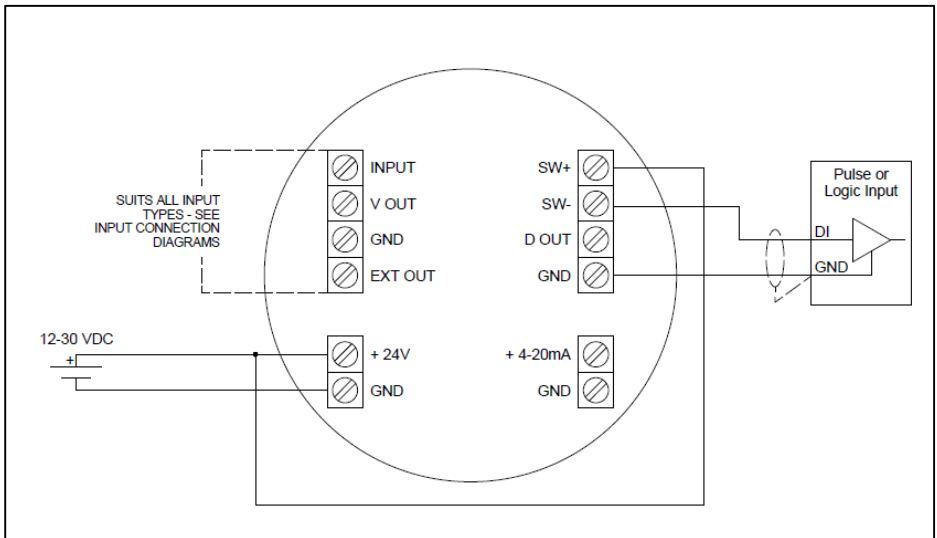 INPUT
V OUT
GND
EXT OUT
SUITS ALL INPUT
TYPES - SEE
INPUT CONNECTION
DIAGRAMS
SW+
SW-
D OUT
GND
Pulse or
Logic Input
DI
GND
12-30 VDC
+
+ 24V
GND
+ 4-20mA
GND